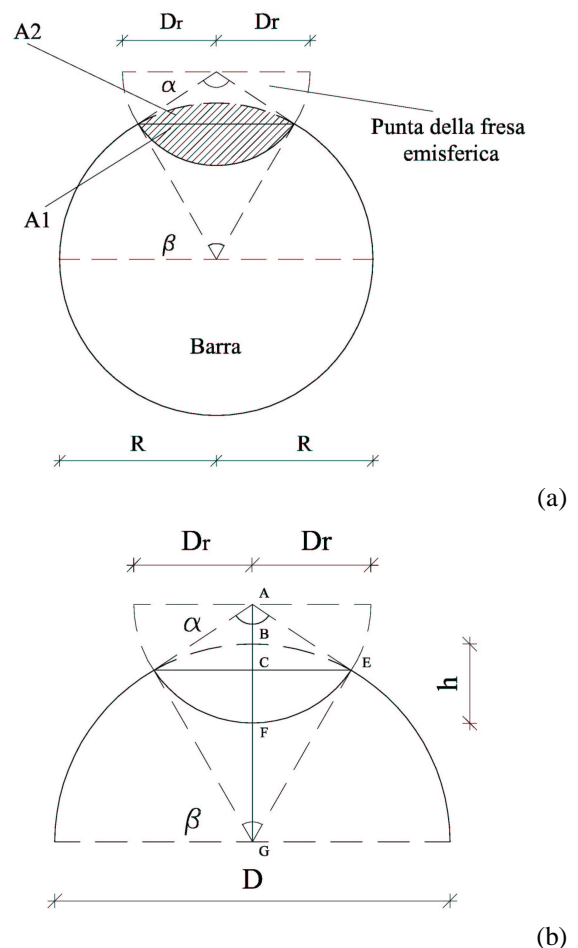 Dr Dr
A2
α
Punta della fresa
emisferica
A1
β
Barra
R R
(a)
Dr Dr
A
α
B
C E
h
F
β
G
D
(b)